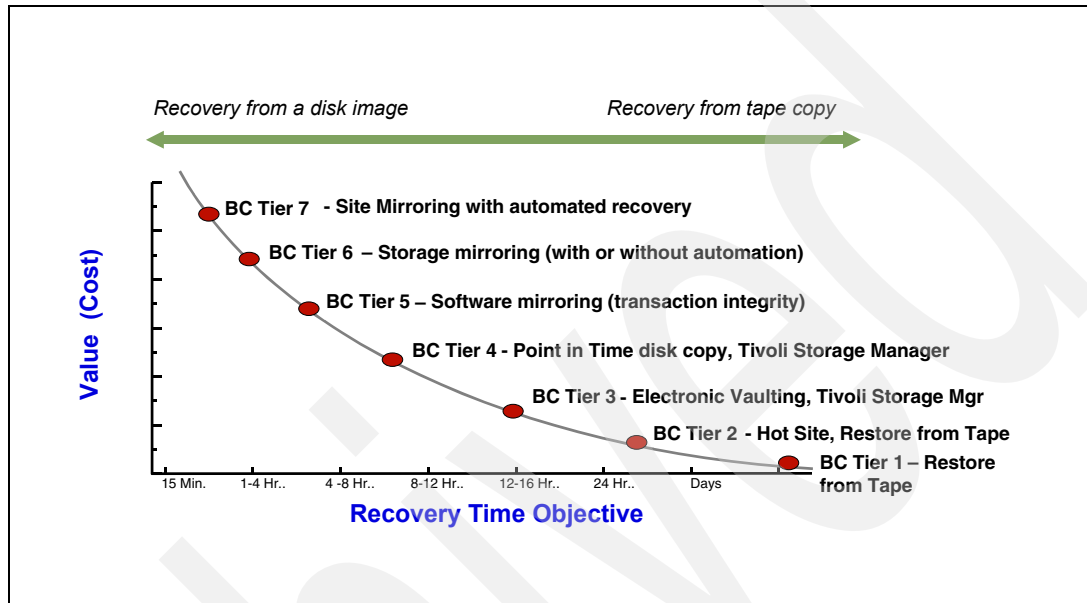 Recovery from a disk image
Recovery from tape copy
BC Tier 7 - Site Mirroring with automated recovery
BC Tier 6 – Storage mirroring (with or without automation)
BC Tier 5 – Software mirroring (transaction integrity)
BC Tier 4 - Point in Time disk copy, Tivoli Storage Manager
BC Tier 3 - Electronic Vaulting, Tivoli Storage Mgr
BC Tier 2 - Hot Site, Restore from Tape
BC Tier 1 – Restore
from Tape
Value (Cost)
15 Min. 1-4 Hr.. 4 -8 Hr.. 8-12 Hr.. 12-16 Hr.. 24 Hr.. Days
Recovery Time Objective